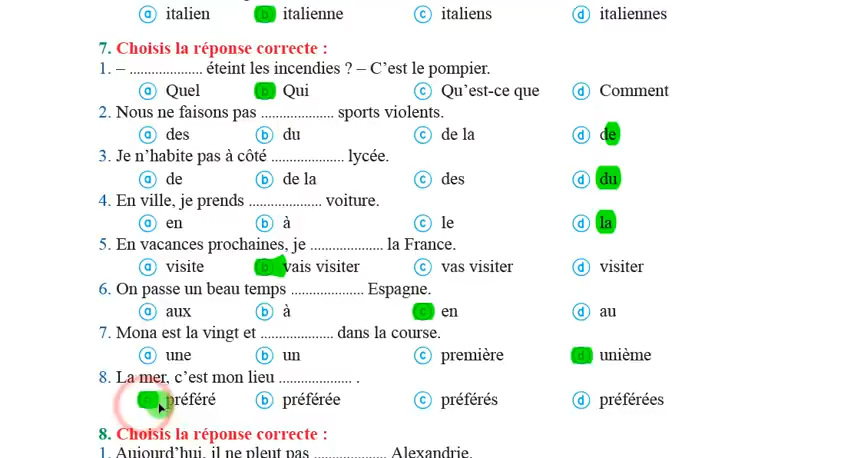 ⓐ italien ⓑ italienne ⓒ italiens ⓓ italiennes
7. Choisis la réponse correcte :
1. – .................... éteint les incendies ? – C’est le pompier.
ⓐ Quel ⓑ Qui ⓒ Qu’est-ce que ⓓ Comment
2. Nous ne faisons pas .................... sports violents.
ⓐ des ⓑ du ⓒ de la ⓓ de
3. Je n’habite pas à côté .................... lycée.
ⓐ de ⓑ de la ⓒ des ⓓ du
4. En ville, je prends .................... voiture.
ⓐ en ⓑ à ⓒ le ⓓ la
5. En vacances prochaines, je .................... la France.
ⓐ visite ⓑ vais visiter ⓒ vas visiter ⓓ visiter
6. On passe un beau temps .................... Espagne.
ⓐ aux ⓑ à ⓒ en ⓓ au
7. Mona est la vingt et .................... dans la course.
ⓐ une ⓑ un ⓒ première ⓓ unième
8. La mer, c’est mon lieu .................... .
préféré ⓑ préférée ⓒ préférés ⓓ préférées
8. Choisis la réponse correcte :
1. Aujourd’hui, il ne pleut pas .................... Alexandrie.